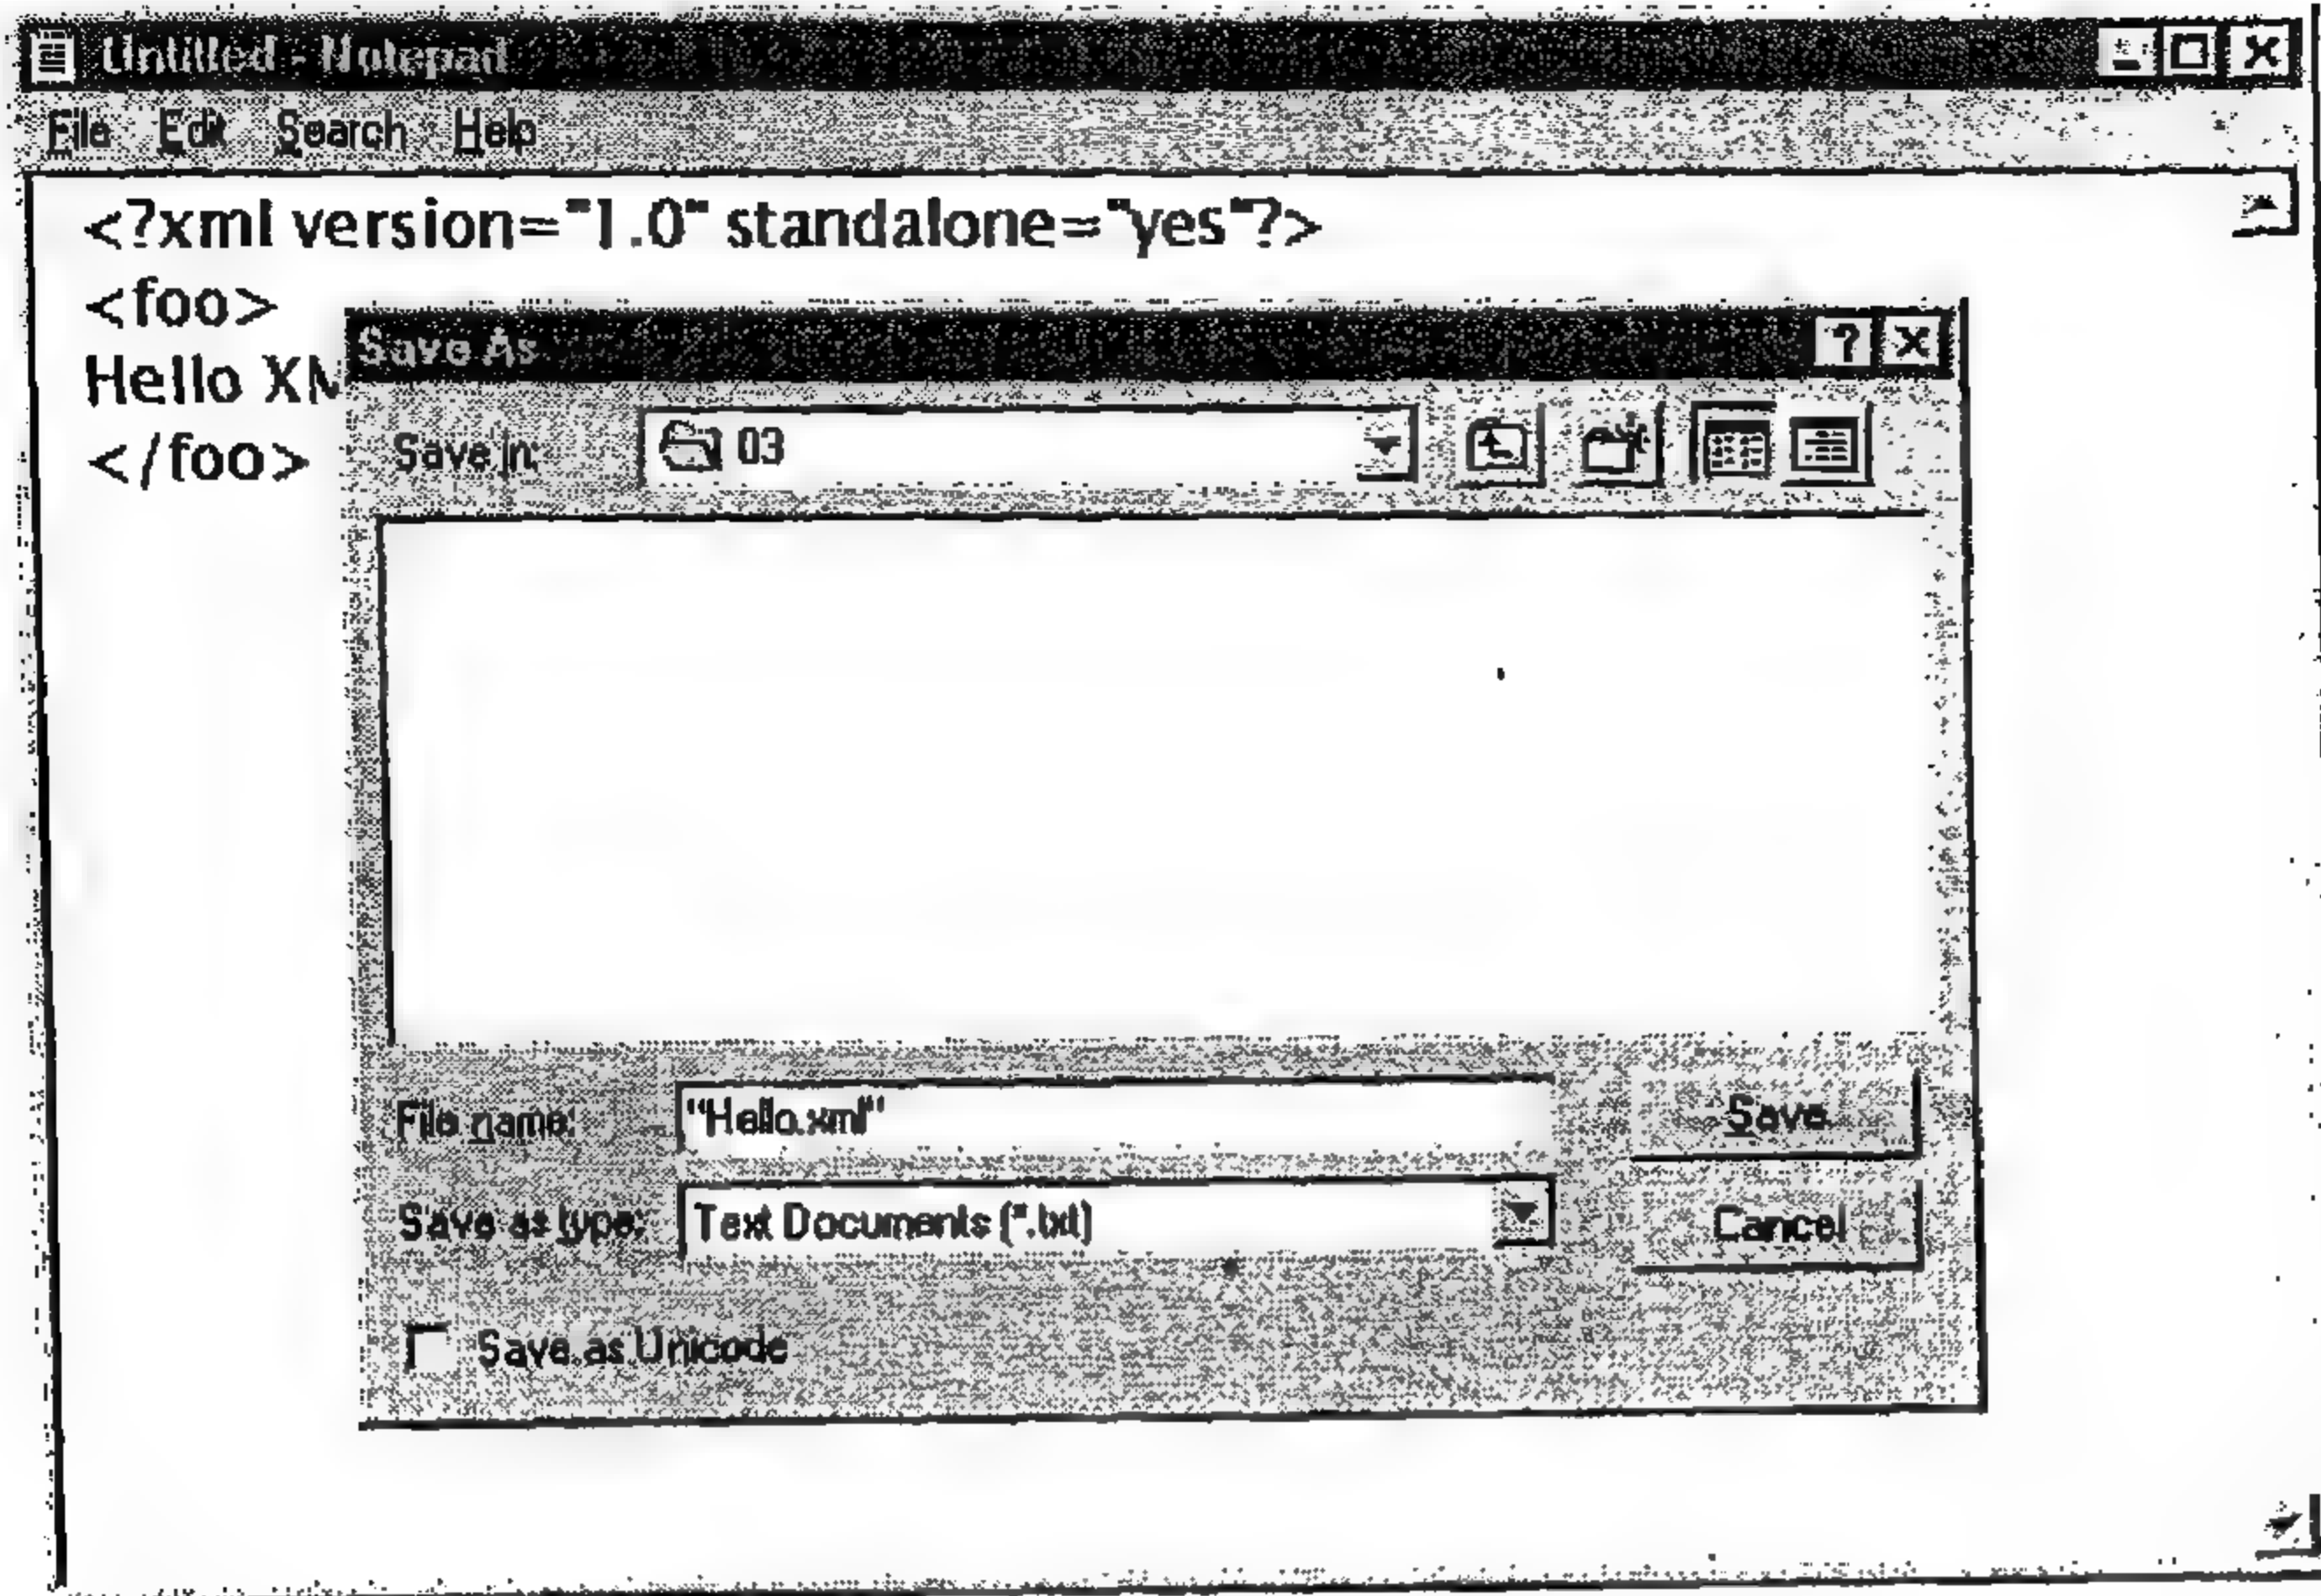 Untitled - Notepad
File Edit Search Help
<?xml version="1.0" standalone="yes"?>
<foo>
Hello XM
</foo>
Save As
Save in: 03
File name: "Hello.xml" Save
Save as type: Text Documents (*.txt) Cancel
Save as Unicode